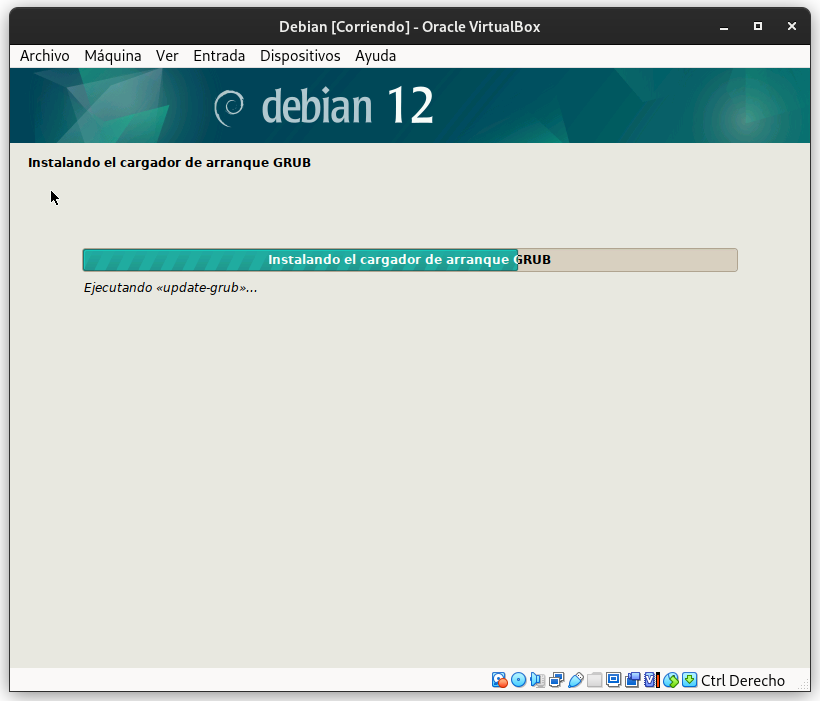 Debian [Corriendo] - Oracle VirtualBox
Archivo Máquina Ver Entrada Dispositivos Ayuda
debian 12
Instalando el cargador de arranque GRUB
Instalando el cargador de arranque GRUB
Ejecutando «update-grub»...
Ctrl Derecho